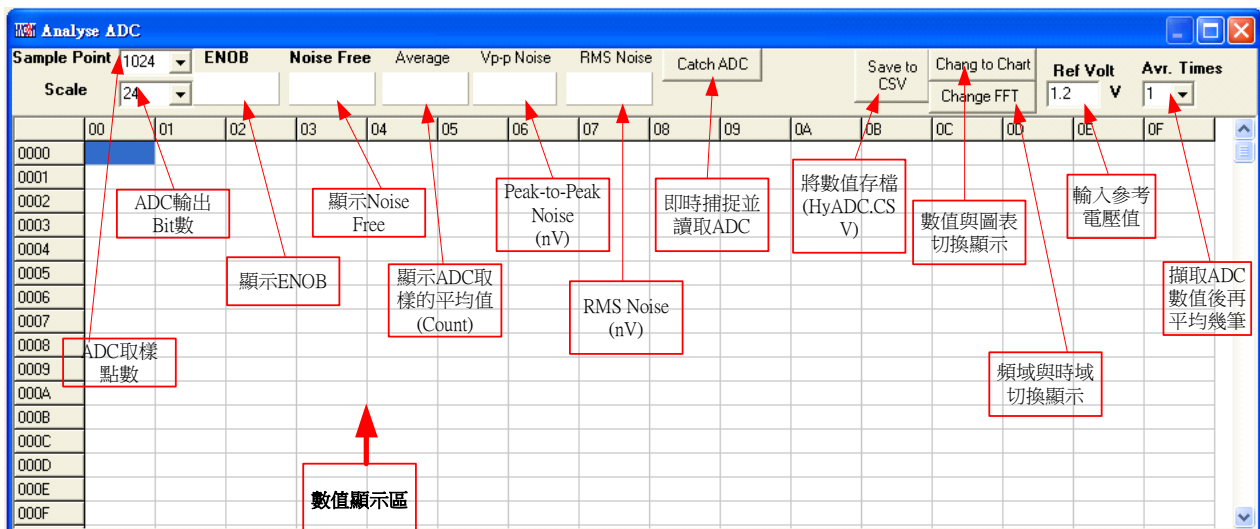 Analyse ADC
Sample Point 1024 ENOB Noise Free Average Vp-p Noise RMS Noise Catch ADC Save to CSV Chang to Chart Ref Volt Avr. Times
Scale 24 Change FFT 1.2 V 1
00 01 02 03 04 05 06 07 08 09 0A 0B 0C 0D 0E 0F
0000
0001
0002
0003
0004
0005
0006
0007
0008
0009
000A
000B
000C
000D
000E
000F
ADC輸出
Bit數
顯示Noise
Free
Peak-to-Peak
Noise
(nV)
即時捕捉並
讀取ADC
將數值存檔
(HyADC.CS
V)
數值與圖表
切換顯示
輸入參考
電壓值
顯示ENOB
顯示ADC取
樣的平均值
(Count)
RMS Noise
(nV)
擷取ADC
數值後再
平均幾筆
ADC取樣
點數
頻域與時域
切換顯示
數值顯示區